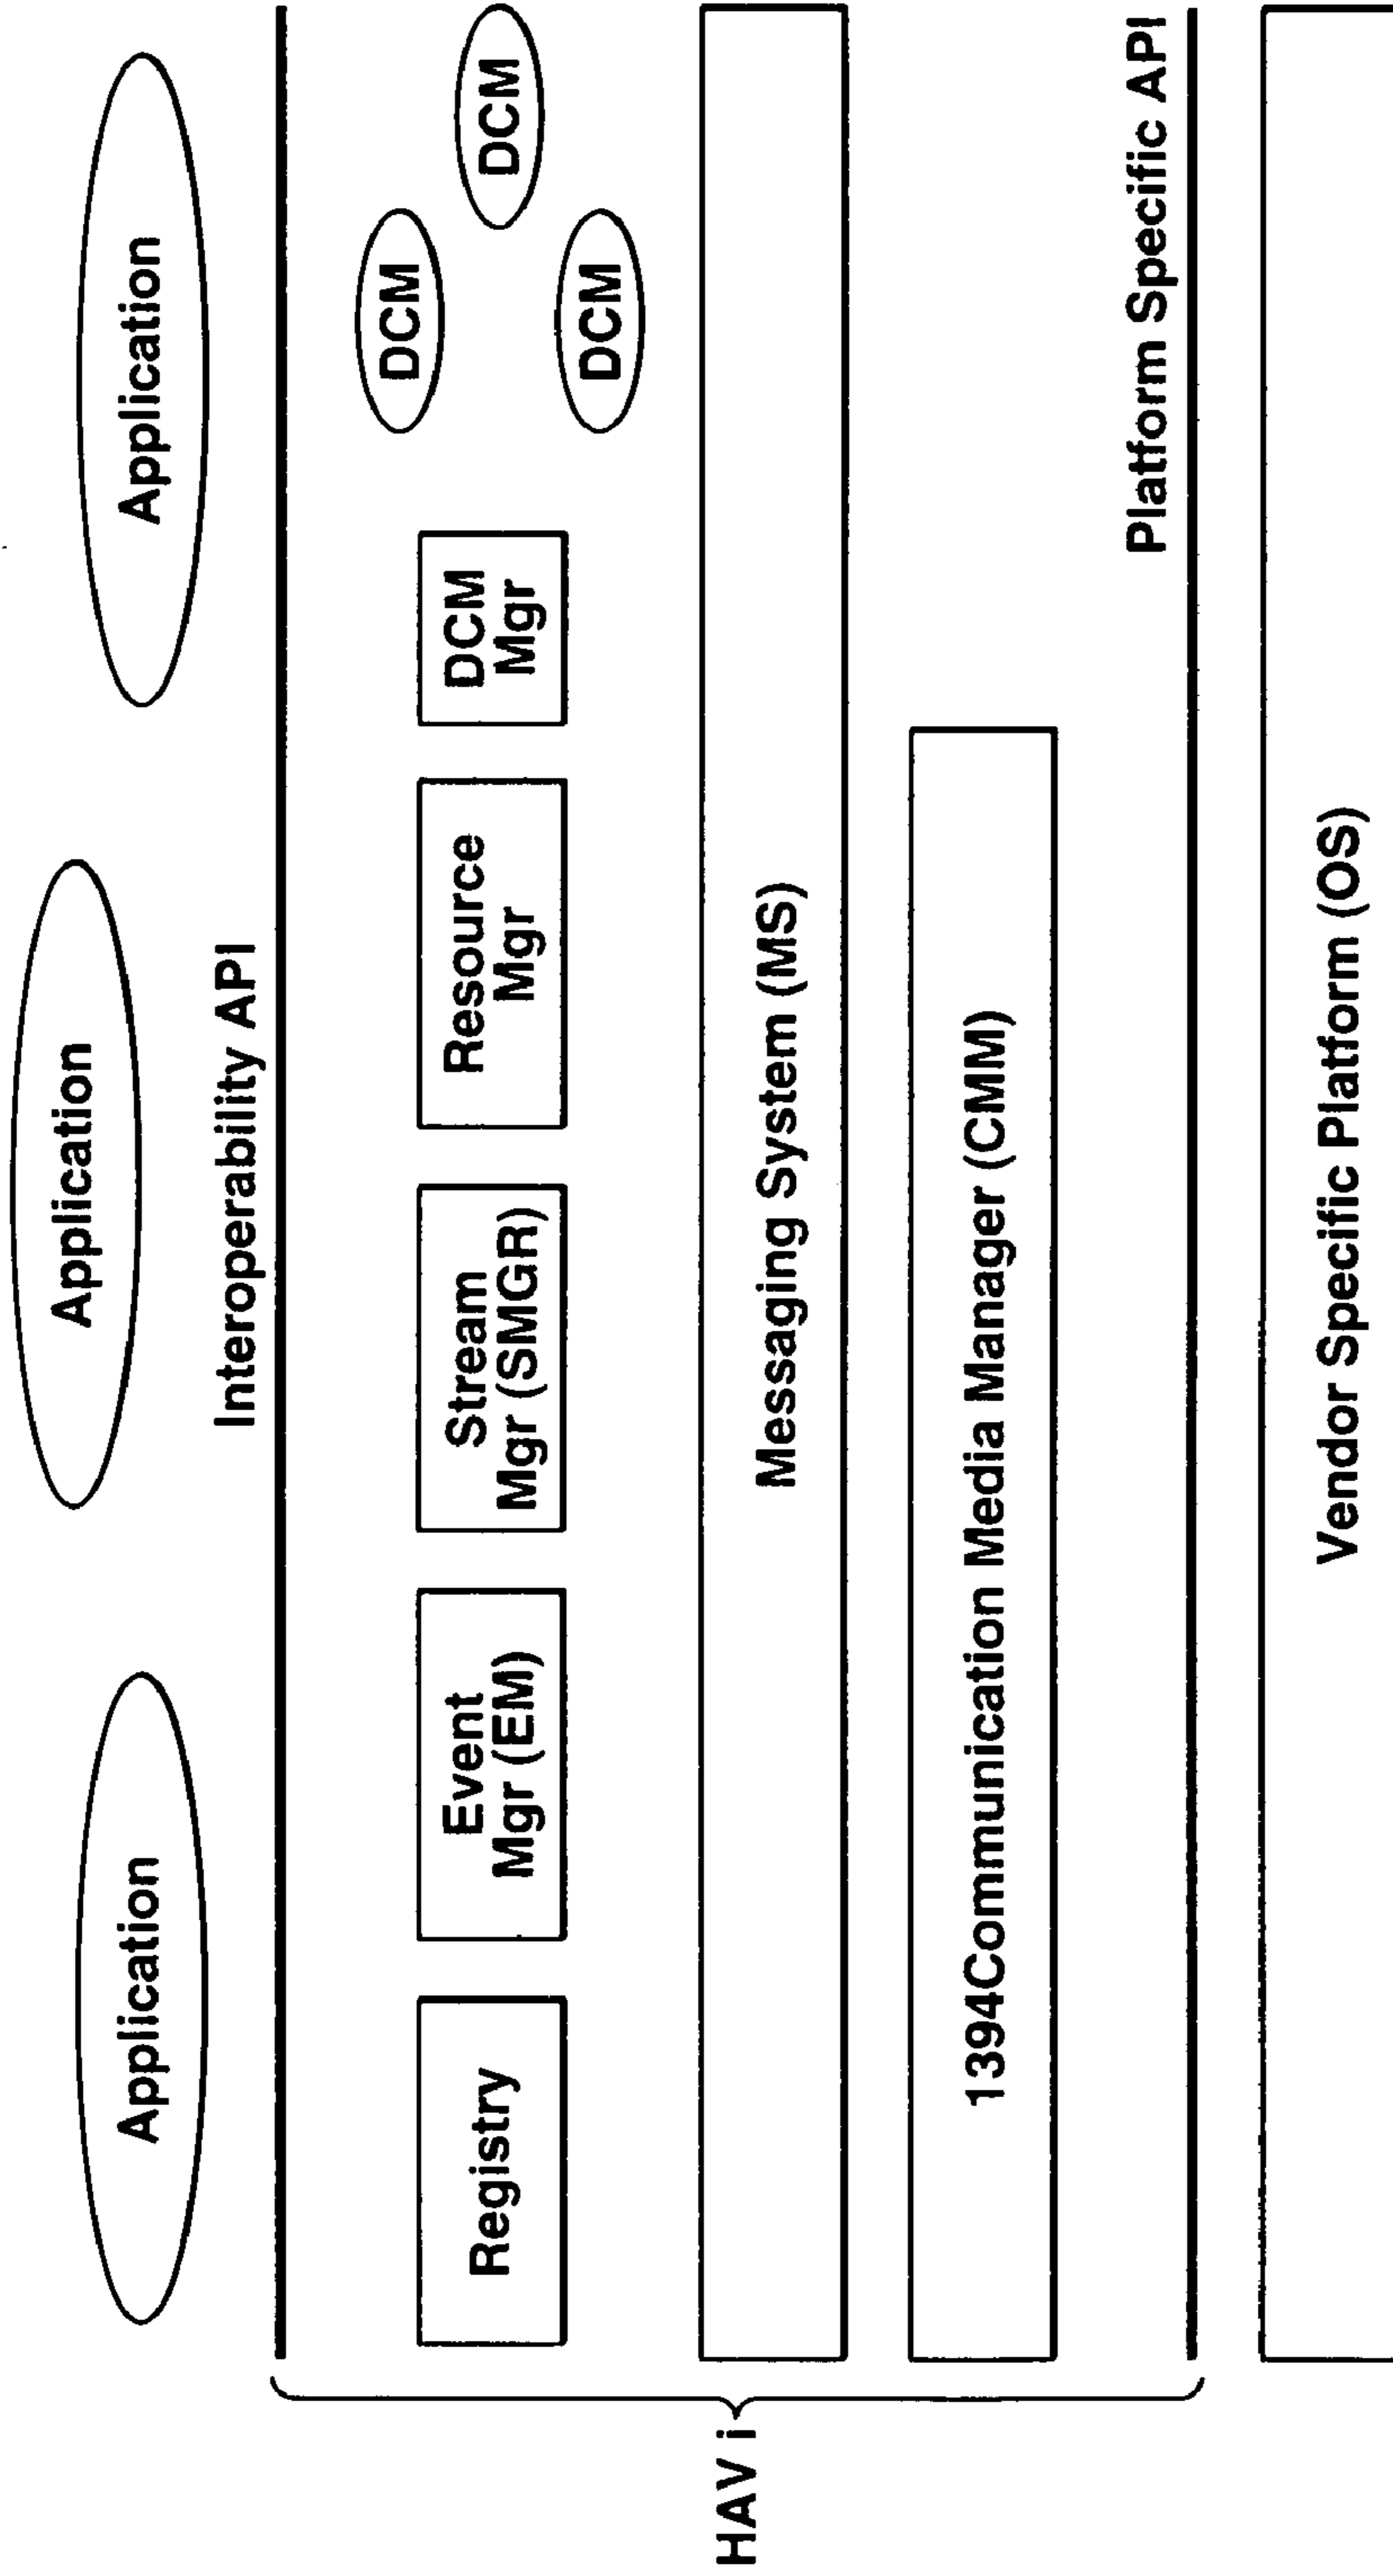 Application
Application
Application
Interoperability API
Registry
Event
Mgr (EM)
Stream
Mgr (SMGR)
Resource
Mgr
DCM
Mgr
DCM
DCM
DCM
HAV i
Messaging System (MS)
1394Communication Media Manager (CMM)
Platform Specific API
Vendor Specific Platform (OS)